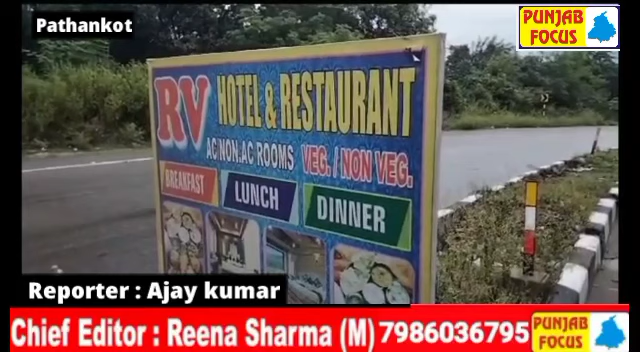 Pathankot
PUNJAB
FOCUS
RV HOTEL & RESTAURANT
AC/NON.AC ROOMS VEG. / NON VEG.
BREAKFAST
LUNCH
DINNER
Reporter : Ajay kumar
Chief Editor : Reena Sharma (M) 7986036795
PUNJAB
FOCUS